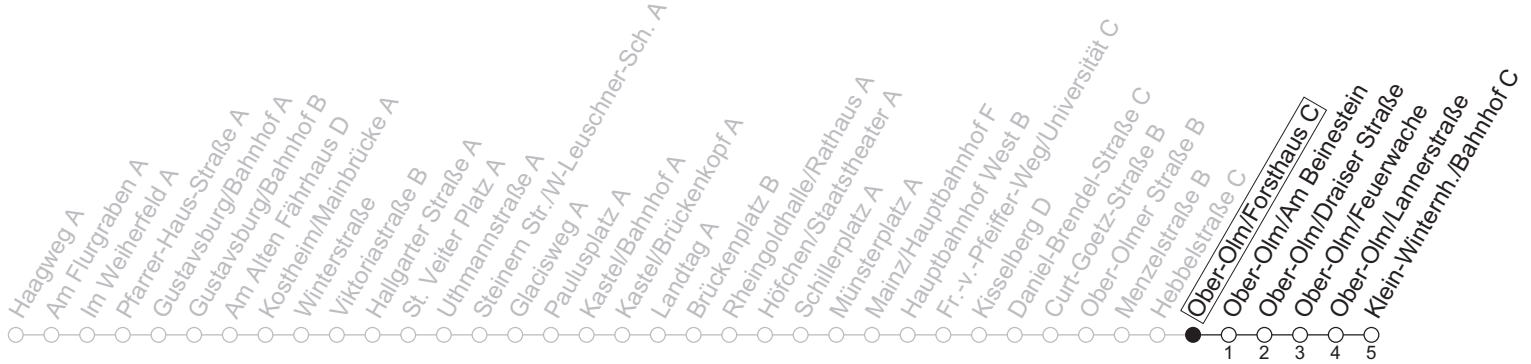 Haagweg A
Am Flurgraben A
Im Weiherfeld A
Pfarrer-Haus-Straße A
Gustavsburg/Bahnhof A
Gustavsburg/Bahnhof B
Am Alten Fährhaus D
Kostheim/Mainbrücke A
Winterstraße
Viktoriastraße B
Hallgarter Straße A
St. Veiter Platz A
Uthmannstraße A
Steinern Str./W-Leuschner-Sch. A
Glacisweg A
Paulusplatz A
Kastel/Bahnhof A
Kastel/Brückenkopf A
Landtag A
Brückenplatz B
Rheingoldhalle/Rathaus A
Höfchen/Staatstheater A
Schillerplatz A
Münsterplatz A
Mainz/Hauptbahnhof F
Hauptbahnhof West B
Fr.-v.-Pfeiffer-Weg/Universität C
Kisselberg D
Daniel-Brendel-Straße C
Curt-Goetz-Straße B
Ober-Olmer Straße B
Menzelstraße B
Hebbelstraße C
Ober-Olm/Forsthaus C
Ober-Olm/Am Beinestein
Ober-Olm/Draiser Straße
Ober-Olm/Feuerwache
Ober-Olm/Lannerstraße
Klein-Winternh./Bahnhof C
1 2 3 4 5